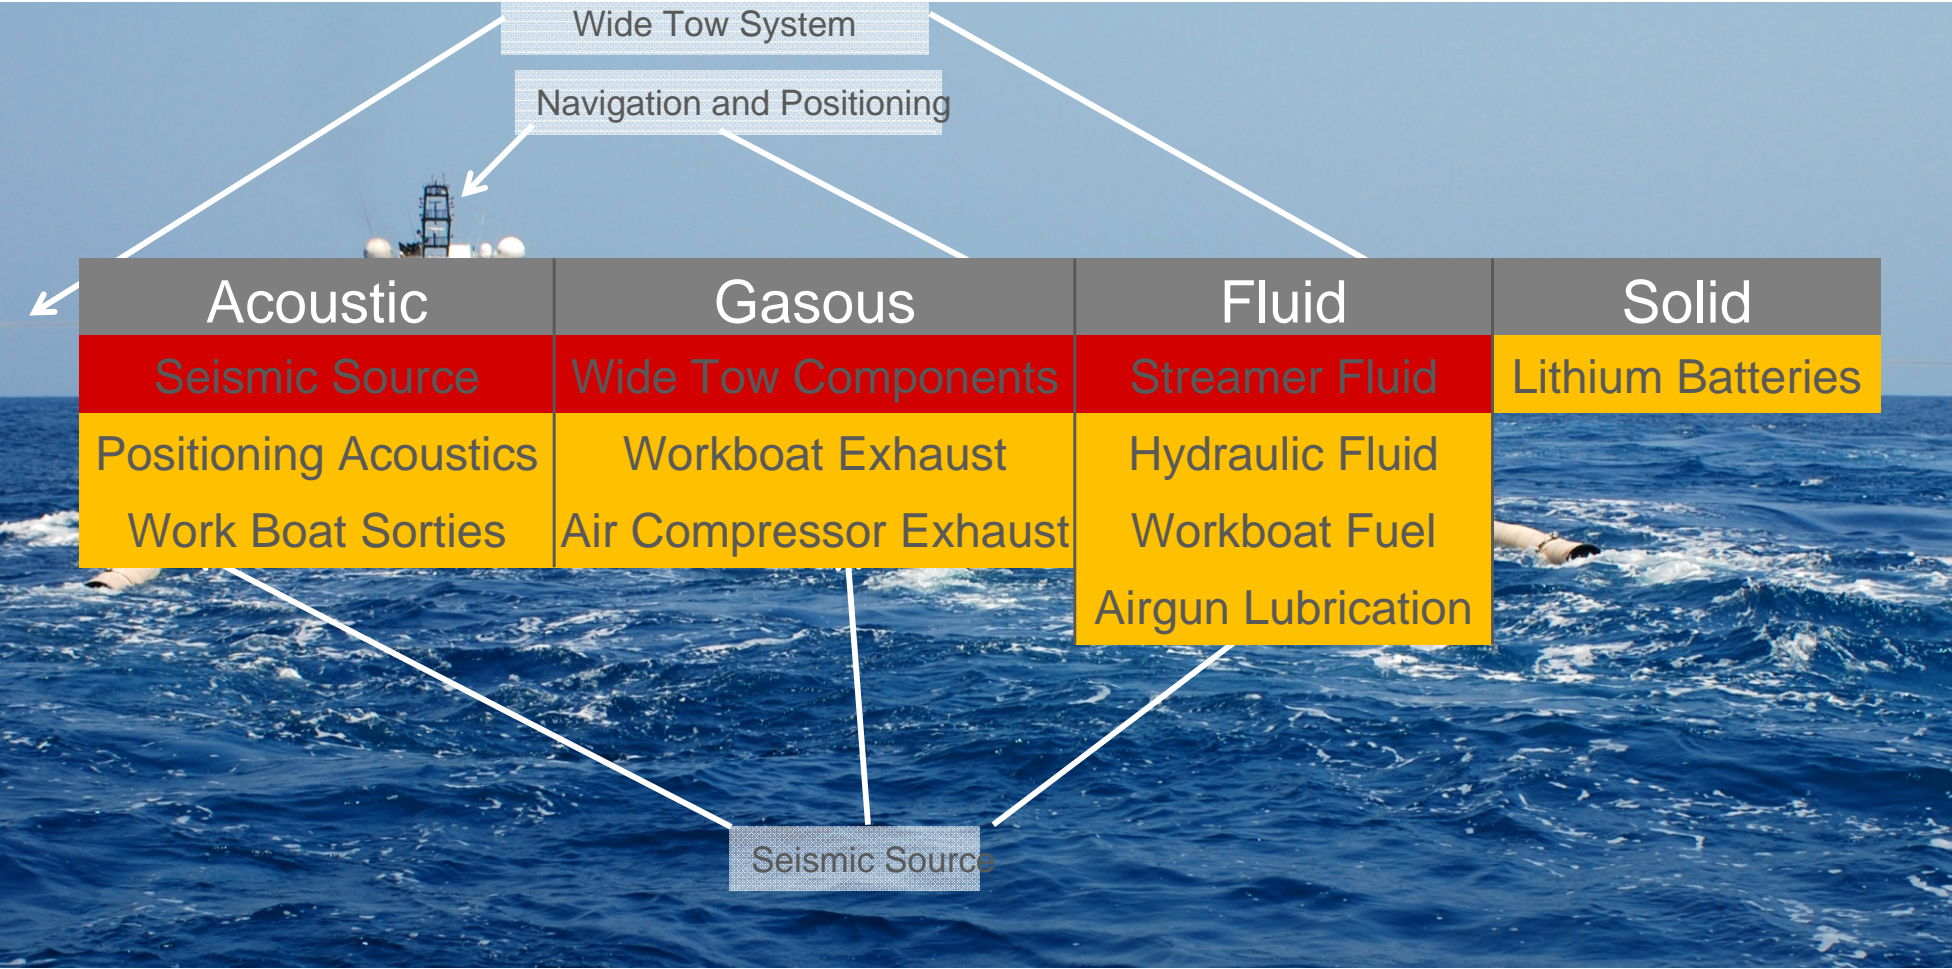 Wide Tow System
Navigation and Positioning
Acoustic Gasous Fluid Solid
Seismic Source Wide Tow Components Streamer Fluid Lithium Batteries
Positioning Acoustics Workboat Exhaust Hydraulic Fluid
Work Boat Sorties Air Compressor Exhaust Workboat Fuel
Airgun Lubrication
Seismic Source